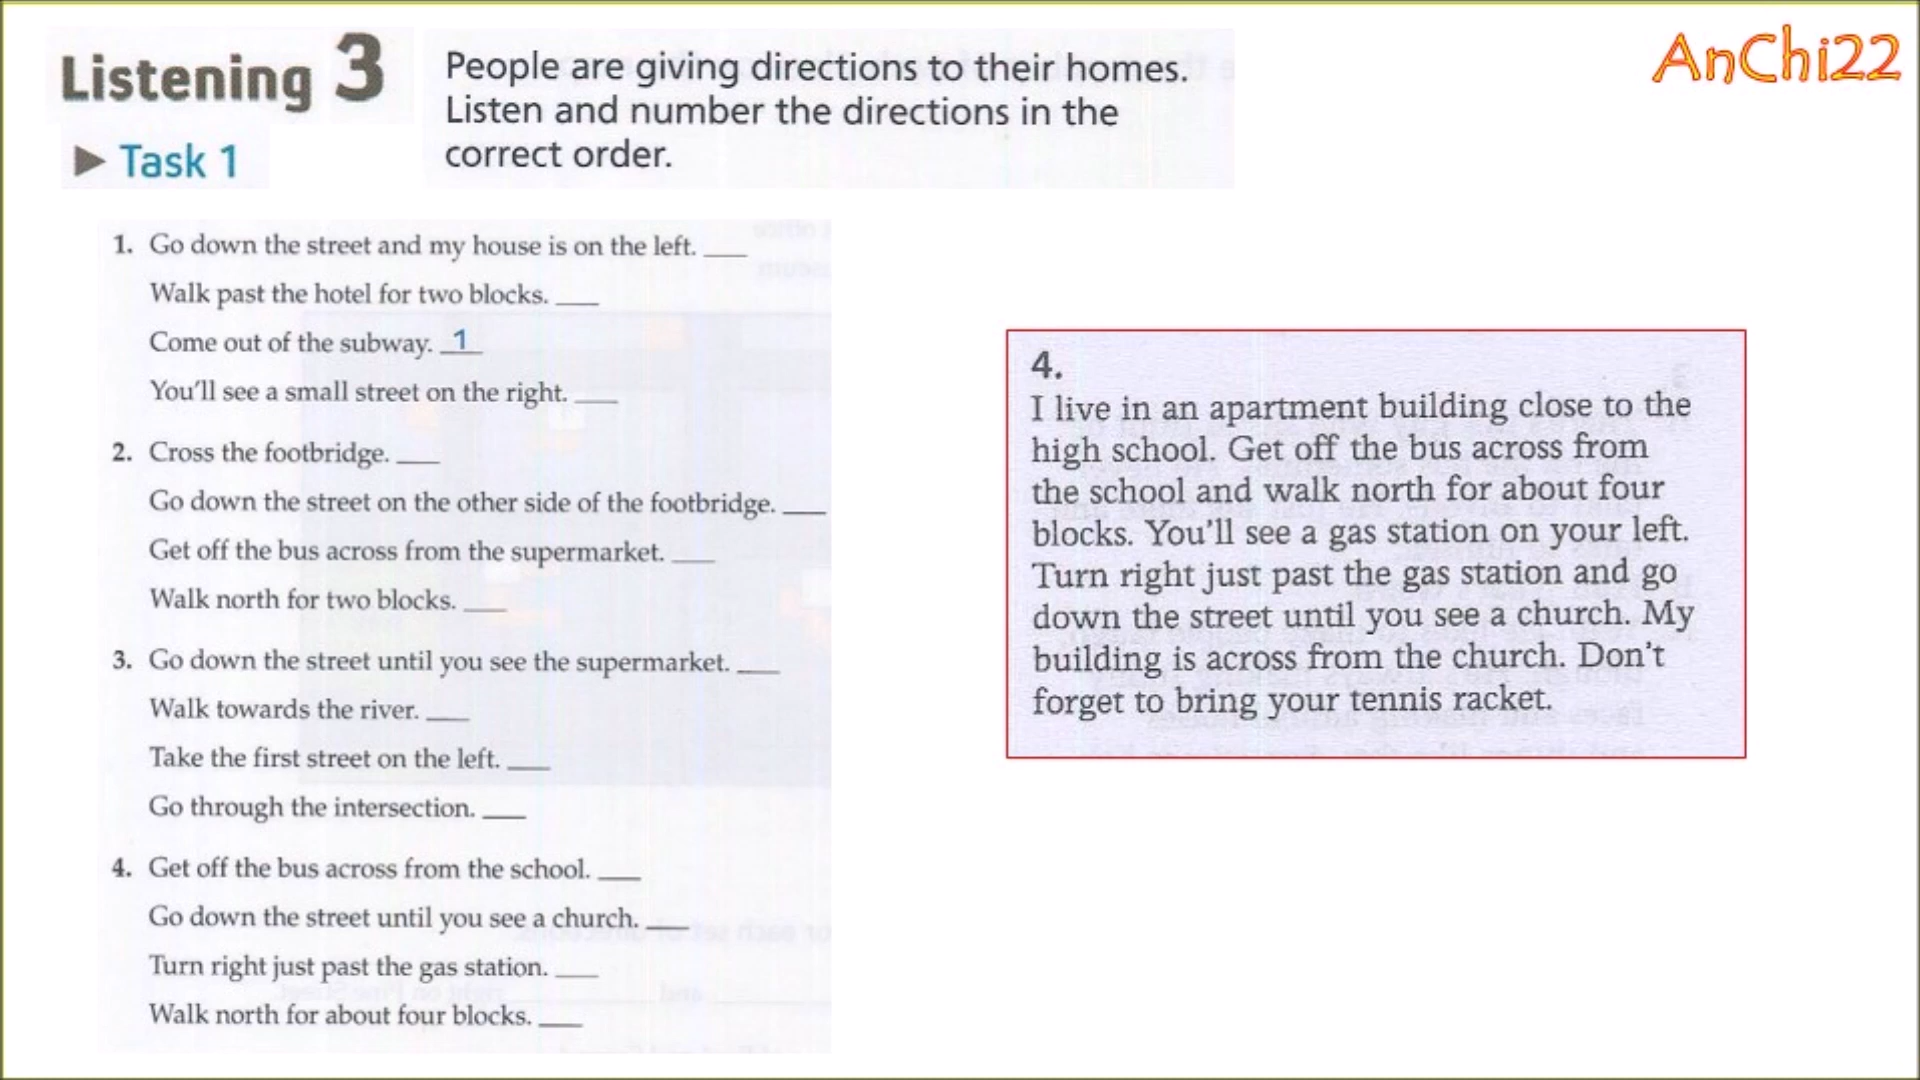 Listening 3
▶ Task 1
People are giving directions to their homes.
Listen and number the directions in the
correct order.
AnChi22
1. Go down the street and my house is on the left. ___
Walk past the hotel for two blocks. ___
Come out of the subway. 1
You'll see a small street on the right. ___
2. Cross the footbridge. ___
Go down the street on the other side of the footbridge. ___
Get off the bus across from the supermarket. ___
Walk north for two blocks. ___
3. Go down the street until you see the supermarket. ___
Walk towards the river. ___
Take the first street on the left. ___
Go through the intersection. ___
4. Get off the bus across from the school. ___
Go down the street until you see a church. ___
Turn right just past the gas station. ___
Walk north for about four blocks. ___
4.
I live in an apartment building close to the
high school. Get off the bus across from
the school and walk north for about four
blocks. You'll see a gas station on your left.
Turn right just past the gas station and go
down the street until you see a church. My
building is across from the church. Don't
forget to bring your tennis racket.